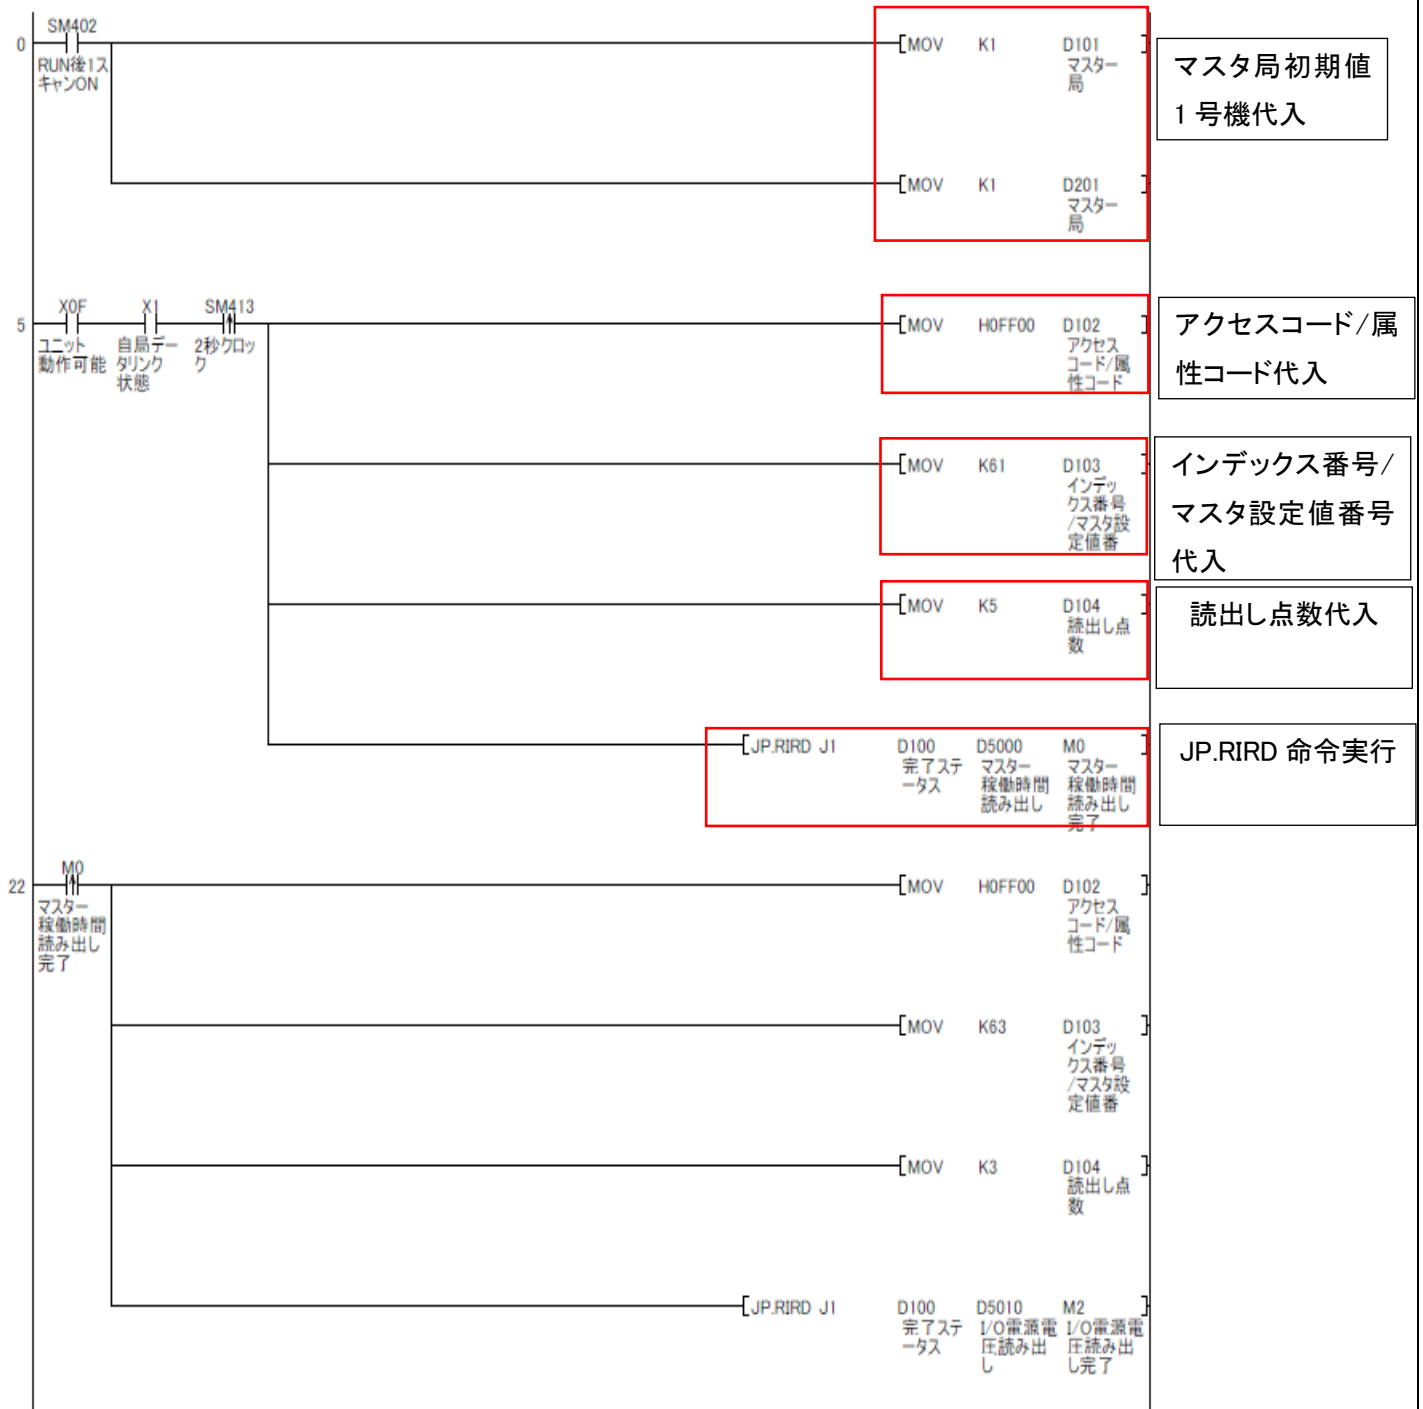 SM402
0
[MOV K1 D101 ]
RUN後1ス
キャンON
マスター
局
マスタ局初期値
1号機代入
[MOV K1 D201 ]
マスター
局
X0F X1 SM413
5
[MOV H0FF00 D102 ]
ユニット
動作可能
自局デー
タリンク
状態
2秒クロッ
ク
アクセス
コード/属
性コード
アクセスコード/属
性コード代入
[MOV K61 D103 ]
インデッ
クス番号
/マスタ設
定値番
インデックス番号/
マスタ設定値番号
代入
[MOV K5 D104 ]
読出し点
数
読出し点数代入
[JP.RIRD J1 D100 D5000 M0 ]
完了ステ
ータス
マスター
稼働時間
読み出し
マスター
稼働時間
読み出し
完了
JP.RIRD 命令実行
M0
22
[MOV H0FF00 D102 ]
マスター
稼働時間
読み出し
完了
アクセス
コード/属
性コード
[MOV K63 D103 ]
インデッ
クス番号
/マスタ設
定値番
[MOV K3 D104 ]
読出し点
数
[JP.RIRD J1 D100 D5010 M2 ]
完了ステ
ータス
I/O電源電
圧読み出
し
I/O電源電
圧読み出
し完了